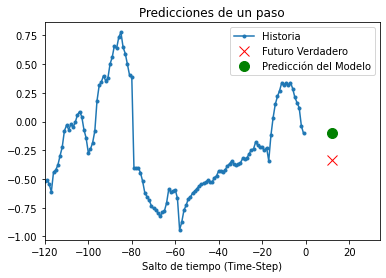 Predicciones de un paso
Historia
Futuro Verdadero
Predicción del Modelo
0.75
0.50
0.25
0.00
−0.25
−0.50
−0.75
−1.00
−120 −100 −80 −60 −40 −20 0 20
Salto de tiempo (Time-Step)